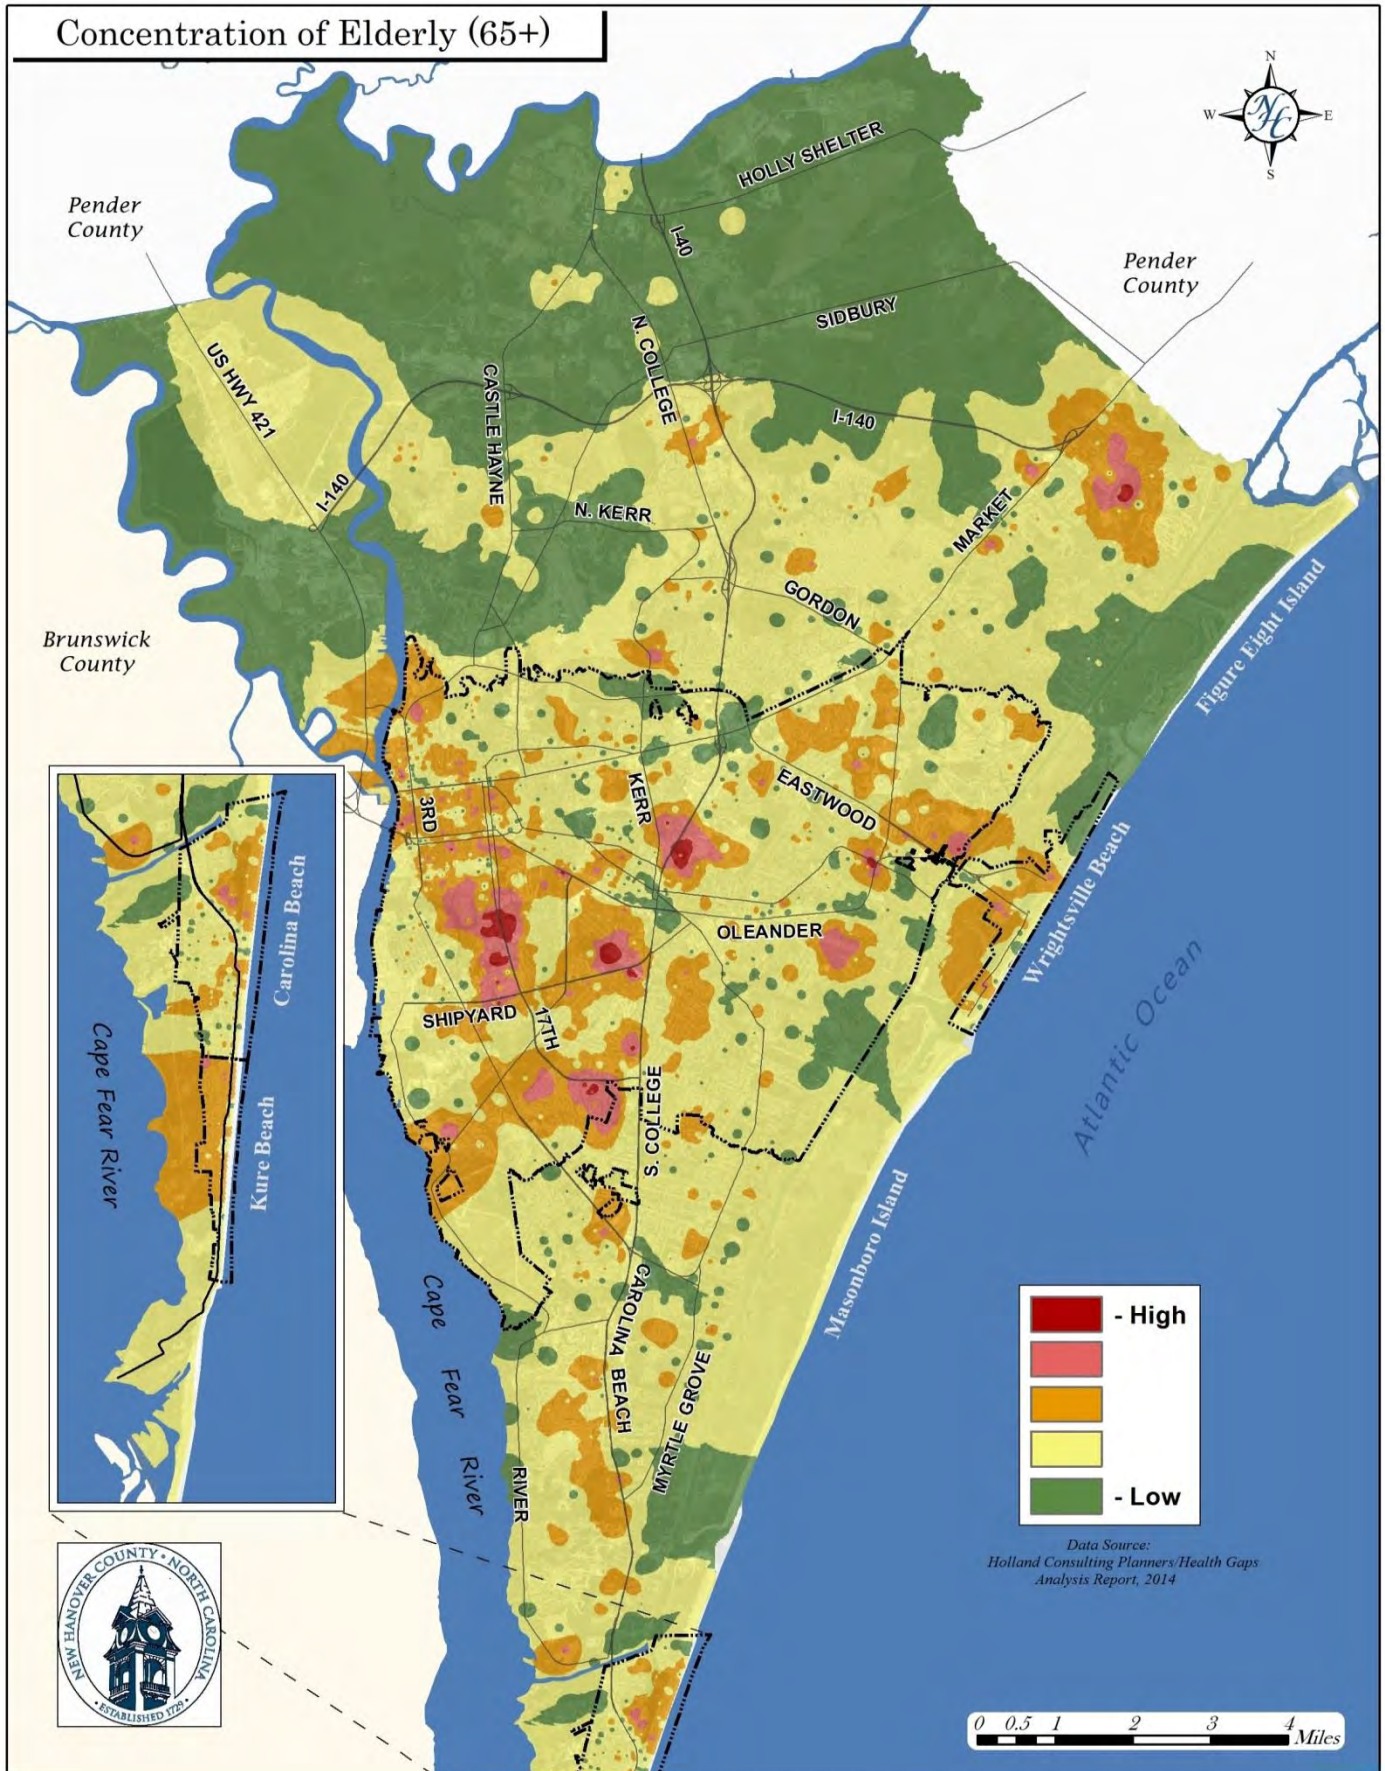 Concentration of Elderly (65+)
N
W
E
S
NH
HOLLY SHELTER
Pender
County
I-40
Pender
County
SIDBURY
N. COLLEGE
US HWY 421
CASTLE HAYNE
I-140
I-140
N. KERR
MARKET
GORDON
Figure Eight Island
Brunswick
County
3RD
KERR
EASTWOOD
Wrightsville Beach
OLEANDER
SHIPYARD
17TH
Atlantic Ocean
S. COLLEGE
Masonboro Island
Carolina Beach
Cape Fear River
Kure Beach
Cape
Fear
River
CAROLINA BEACH
MYRTLE GROVE
RIVER
- High
- Low
Data Source:
Holland Consulting Planners/Health Gaps
Analysis Report, 2014
NEW HANOVER COUNTY • NORTH CAROLINA
• ESTABLISHED 1729 •
0 0.5 1 2 3 4
Miles